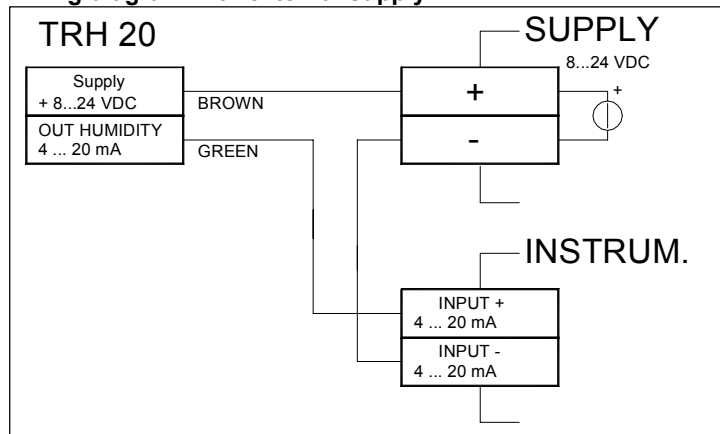 TRH 20
SUPPLY
8...24 VDC
Supply
+ 8...24 VDC
BROWN
+
+
OUT HUMIDITY
4 ... 20 mA
GREEN
-
INSTRUM.
INPUT +
4 ... 20 mA
INPUT -
4 ... 20 mA